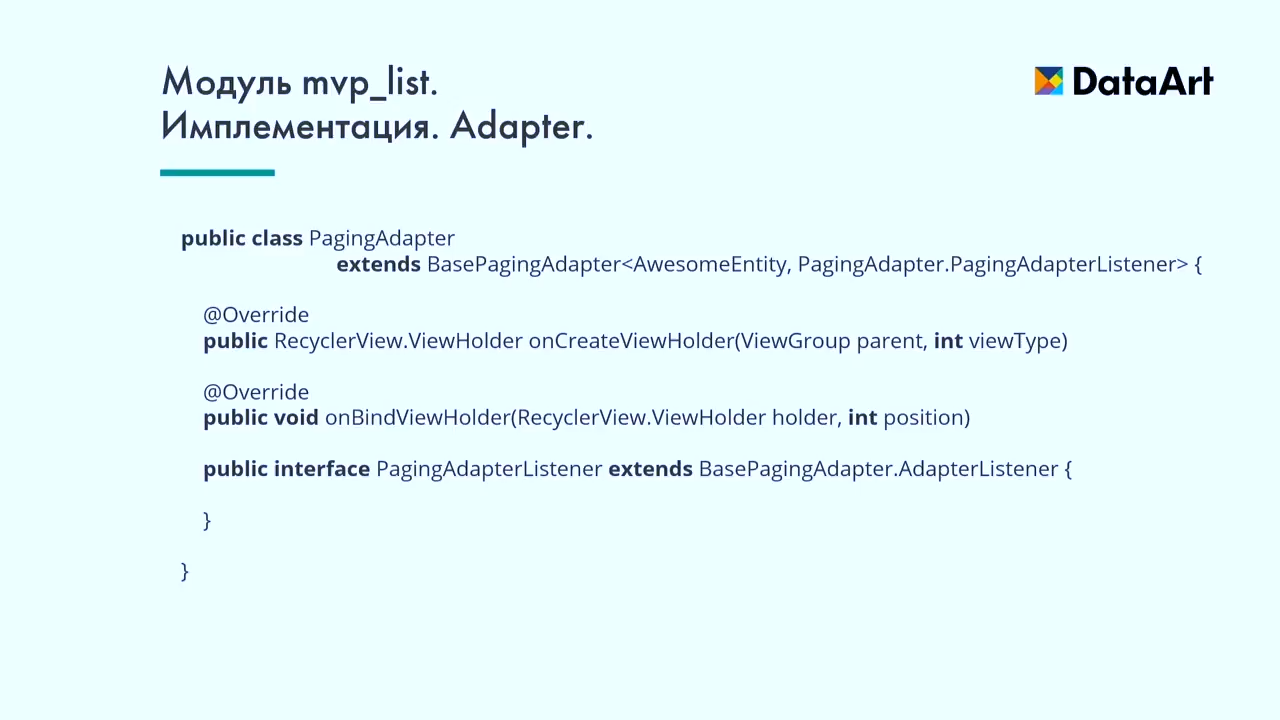 Модуль mvp_list.
Имплементация. Adapter.
DataArt
public class PagingAdapter
extends BasePagingAdapter<AwesomeEntity, PagingAdapter.PagingAdapterListener> {
@Override
public RecyclerView.ViewHolder onCreateViewHolder(ViewGroup parent, int viewType)
@Override
public void onBindViewHolder(RecyclerView.ViewHolder holder, int position)
public interface PagingAdapterListener extends BasePagingAdapter.AdapterListener {
}
}